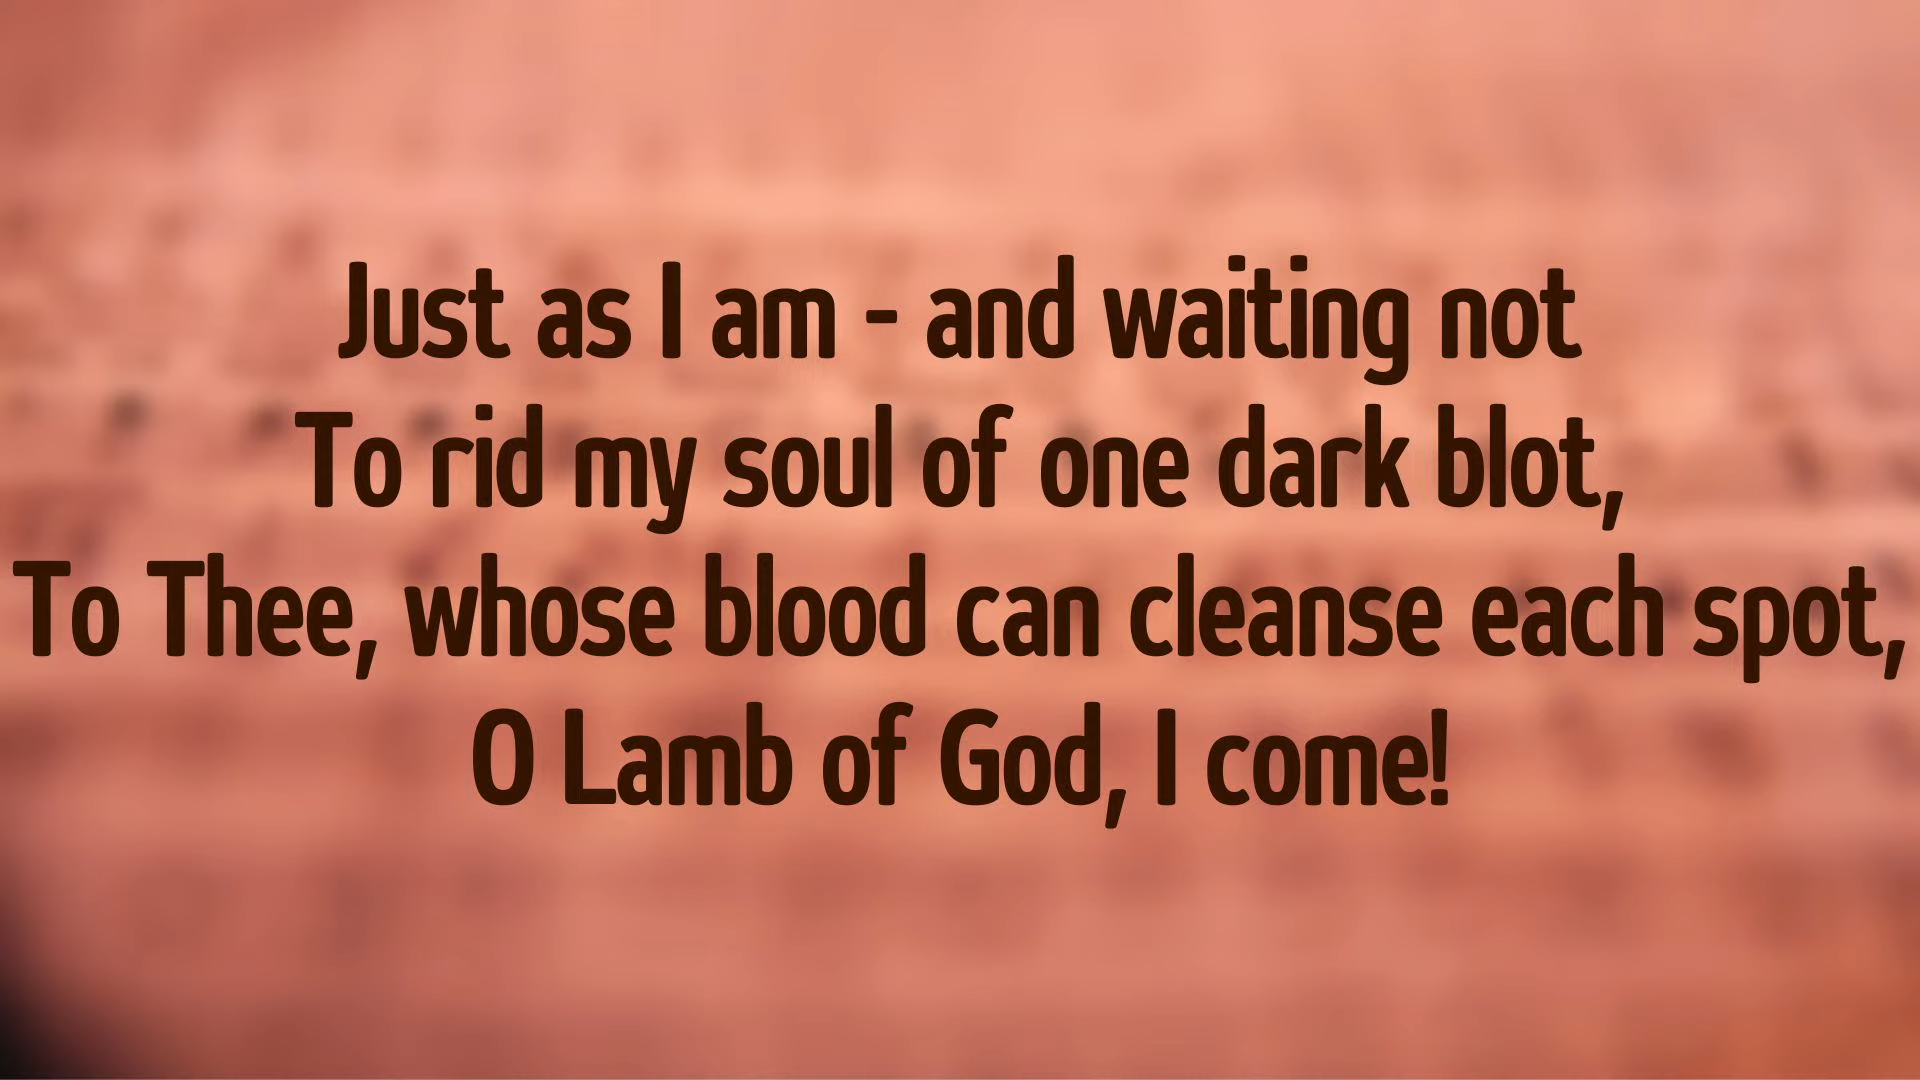 Just as I am - and waiting not
To rid my soul of one dark blot,
To Thee, whose blood can cleanse each spot,
O Lamb of God, I come!